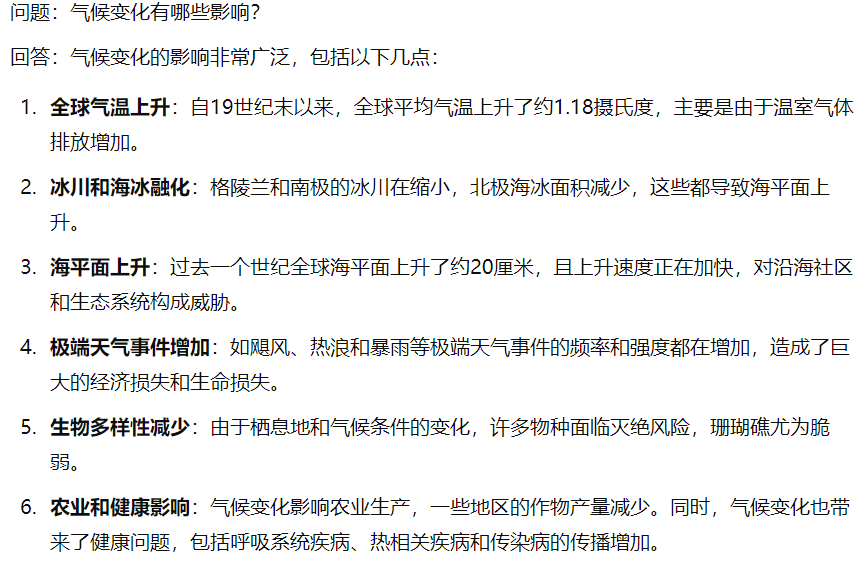 问题：气候变化有哪些影响？
回答：气候变化的影响非常广泛，包括以下几点：
1. 全球气温上升：自19世纪末以来，全球平均气温上升了约1.18摄氏度，主要是由于温室气体
排放增加。
2. 冰川和海冰融化：格陵兰和南极的冰川在缩小，北极海冰面积减少，这些都导致海平面上
升。
3. 海平面上升：过去一个世纪全球海平面上升了约20厘米，且上升速度正在加快，对沿海社区
和生态系统构成威胁。
4. 极端天气事件增加：如飓风、热浪和暴雨等极端天气事件的频率和强度都在增加，造成了巨
大的经济损失和生命损失。
5. 生物多样性减少：由于栖息地和气候条件的变化，许多物种面临灭绝风险，珊瑚礁尤为脆
弱。
6. 农业和健康影响：气候变化影响农业生产，一些地区的作物产量减少。同时，气候变化也带
来了健康问题，包括呼吸系统疾病、热相关疾病和传染病的传播增加。